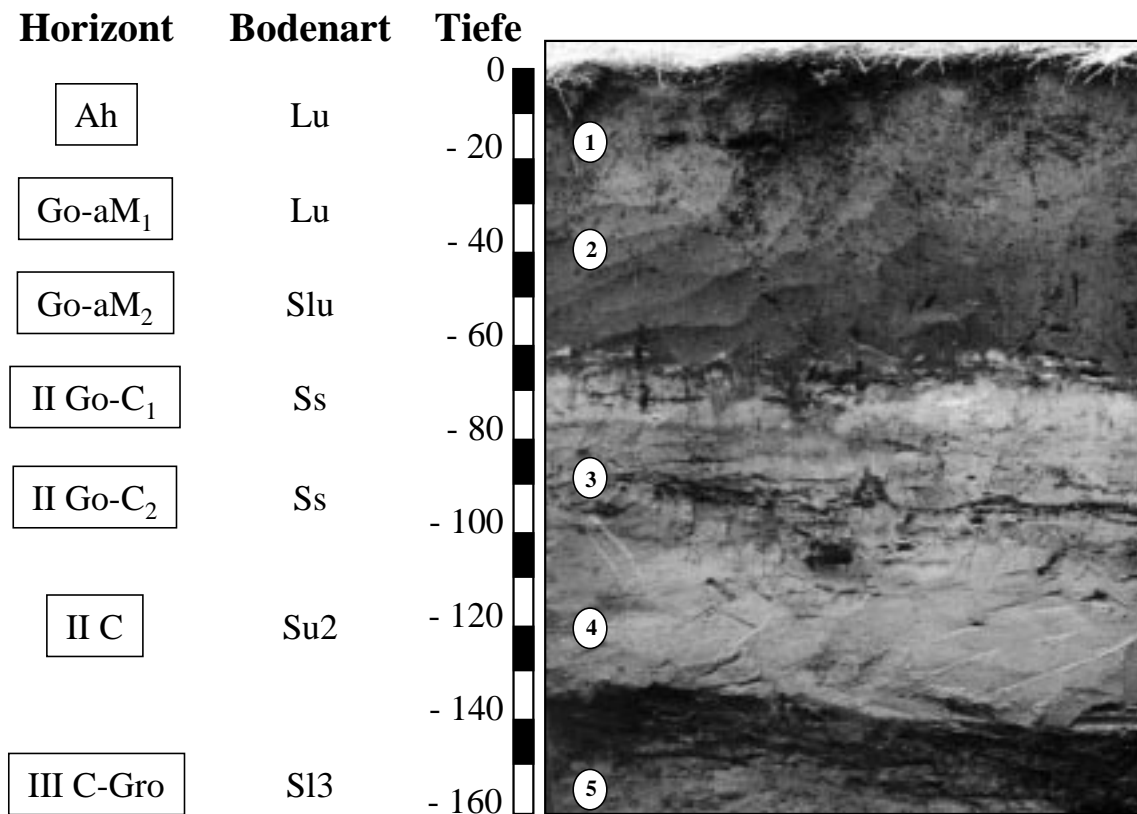 Horizont Bodenart Tiefe
0
Ah Lu
1
- 20
Go-aM₁ Lu
- 40
2
Go-aM₂ Slu
- 60
II Go-C₁ Ss
- 80
3
II Go-C₂ Ss
- 100
II C Su2
- 120
4
- 140
III C-Gro Sl3
- 160
5